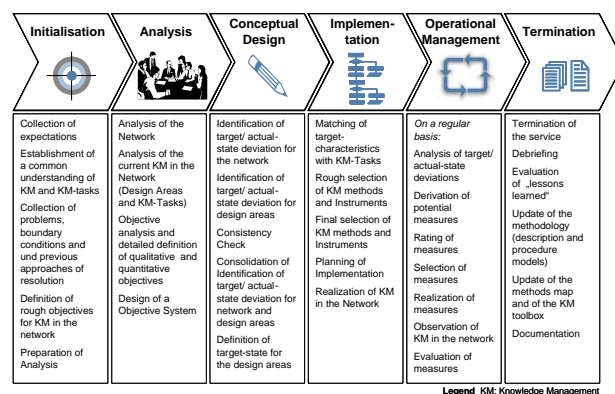 Initialisation
Analysis
Conceptual
Design
Implemen-
tation
Operational
Management
Termination
Collection of
expectations
Establishment of
a common
understanding of
KM and KM-tasks
Collection of
problems,
boundary
conditions and
und previous
approaches of
resolution
Definition of
rough objectives
for KM in the
network
Preparation of
Analysis
Analysis of the
Network
Analysis of the
current KM in the
Network
(Design Areas
and KM-Tasks)
Objective
analysis and
detailed definition
of qualitative and
quantitative
objectives
Design of a
Objective System
Identification of
target/ actual-
state deviation for
the network
Identification of
target/ actual-
state deviation for
design areas
Consistency
Check
Consolidation of
Identification of
target/ actual-
state deviation for
network and
design areas
Definition of
target-state for
the design areas
Matching of
target-
characteristics
with KM-Tasks
Rough selection
of KM methods
and Instruments
Final selection of
KM methods and
Instruments
Planning of
Implementation
Realization of KM
in the Network
On a regular
basis:
Analysis of target/
actual-state
deviations
Derivation of
potential
measures
Rating of
measures
Selection of
measures
Realization of
measures
Observation of
KM in the network
Evaluation of
measures
Termination of
the service
Debriefing
Evaluation
of „lessons
learned“
Update of the
methodology
(description and
procedure
models)
Update of the
methods map
and of the KM
toolbox
Documentation
Legend KM: Knowledge Management